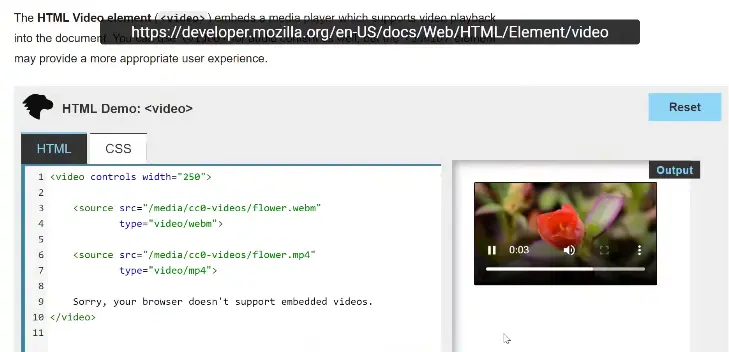 The HTML Video element (<video>) embeds a media player which supports video playback
https://developer.mozilla.org/en-US/docs/Web/HTML/Element/video
into the document. You can
may provide a more appropriate user experience.
HTML Demo: <video>
Reset
HTML CSS
Output
1 <video controls width="250">
2
3 <source src="/media/cc0-videos/flower.webm"
4 type="video/webm">
5
6 <source src="/media/cc0-videos/flower.mp4"
7 type="video/mp4">
8
9 Sorry, your browser doesn't support embedded videos.
10 </video>
11
0:03